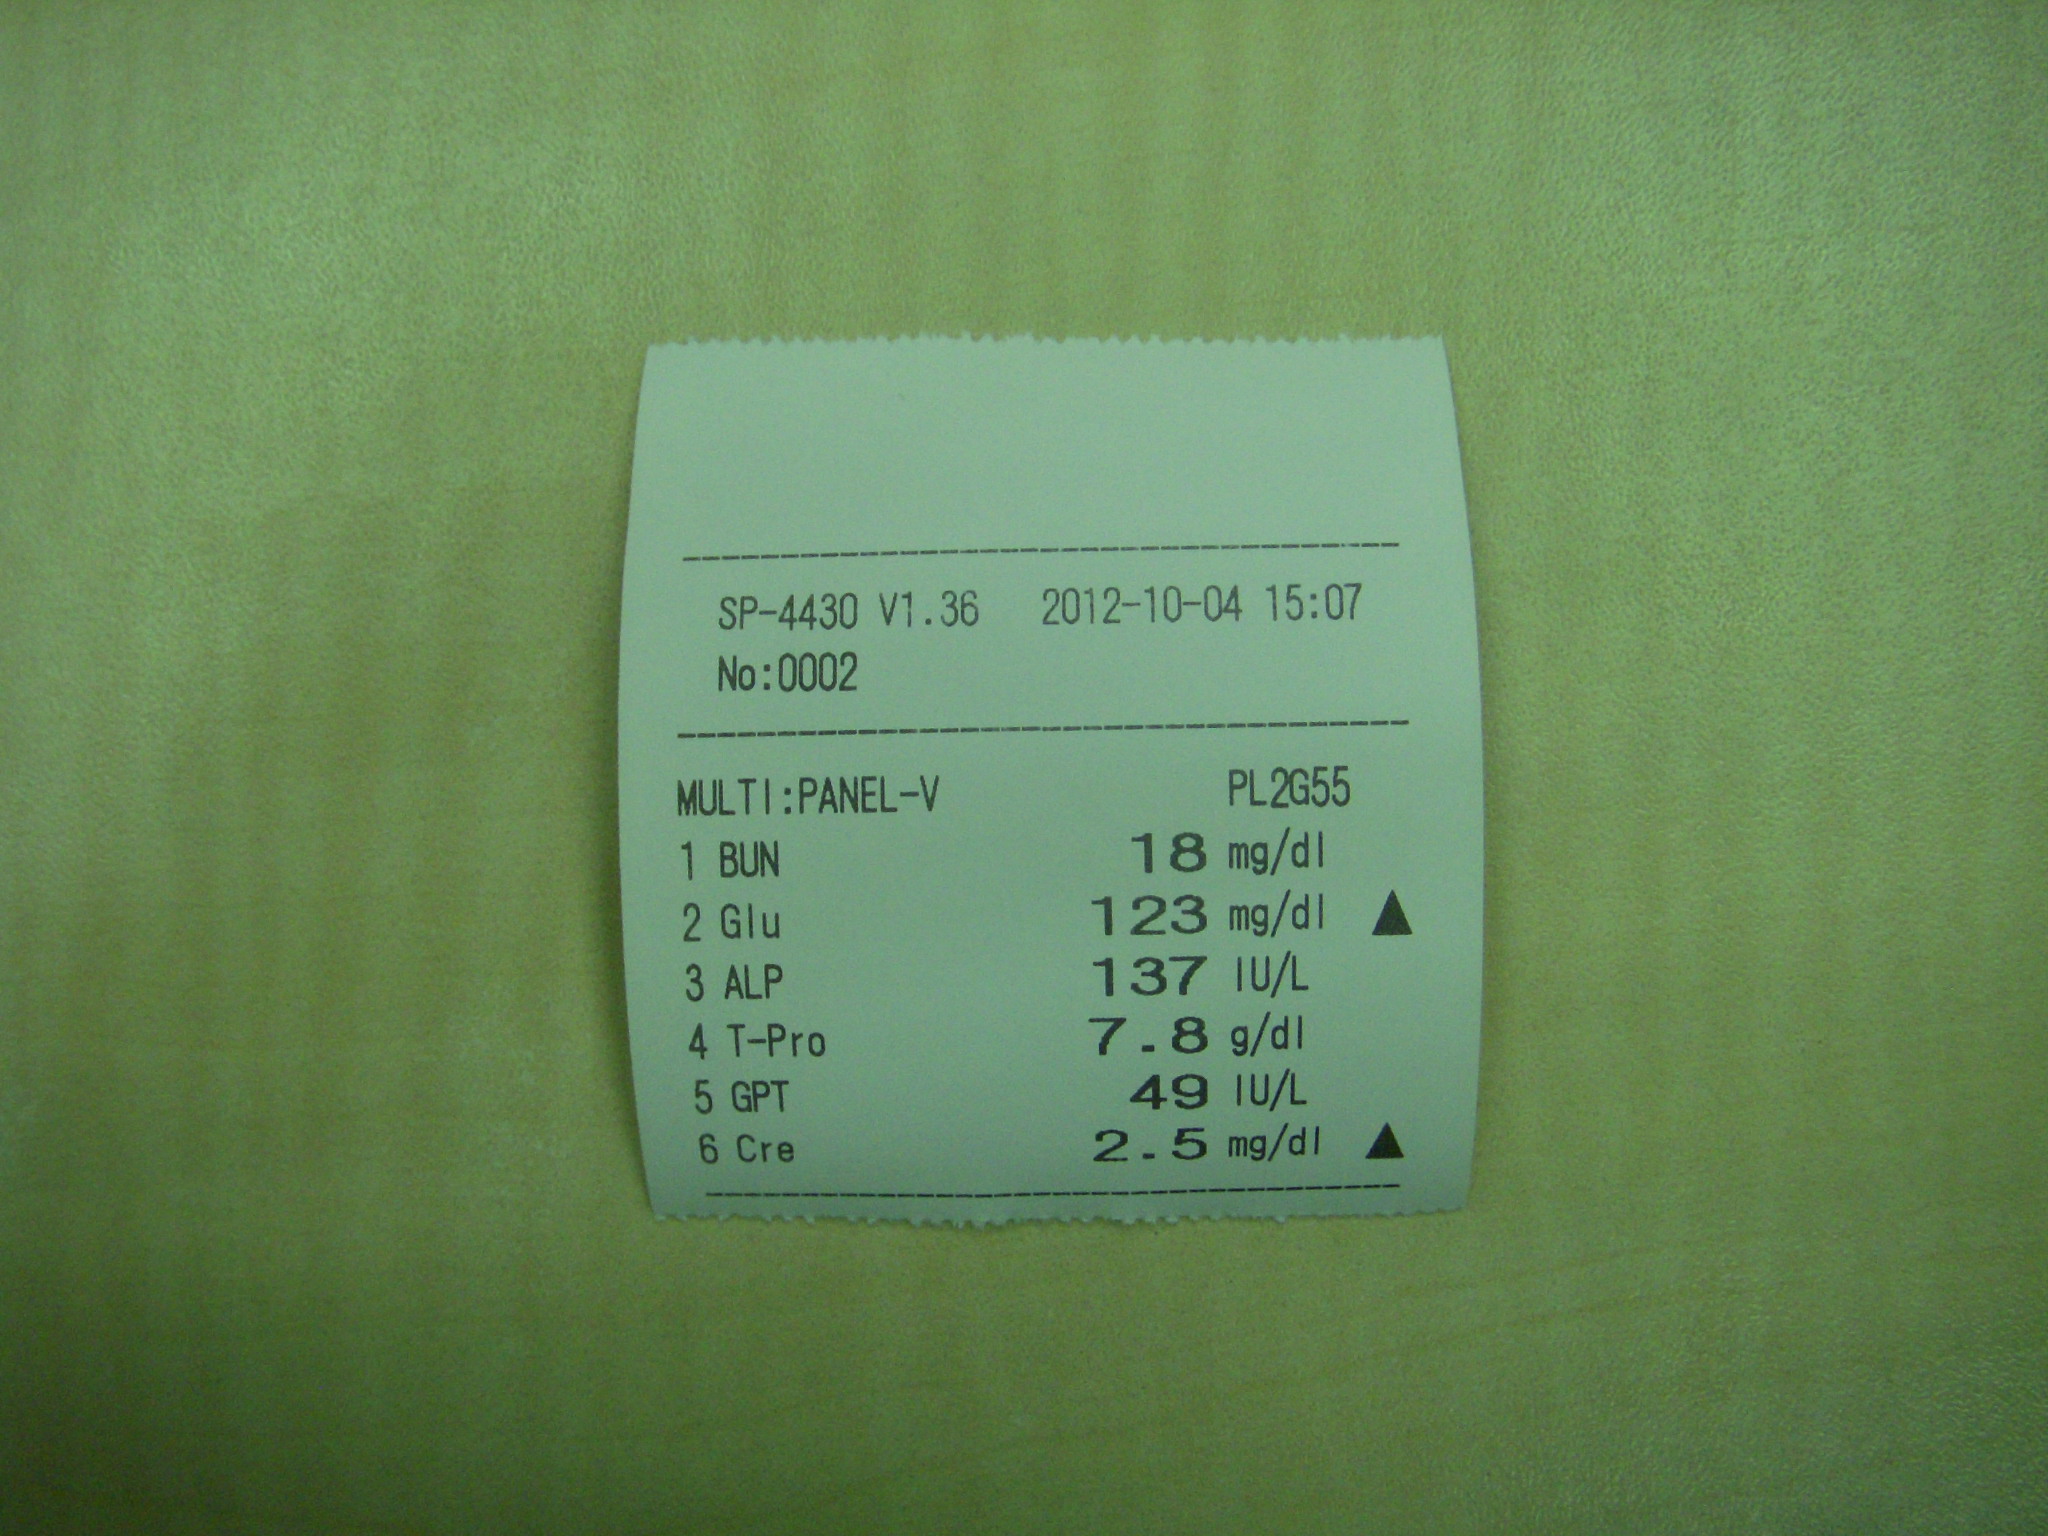 SP-4430 V1.36 2012-10-04 15:07
No:0002
MULTI:PANEL-V PL2G55
1 BUN 18 mg/dl
2 Glu 123 mg/dl ▲
3 ALP 137 IU/L
4 T-Pro 7.8 g/dl
5 GPT 49 IU/L
6 Cre 2.5 mg/dl ▲